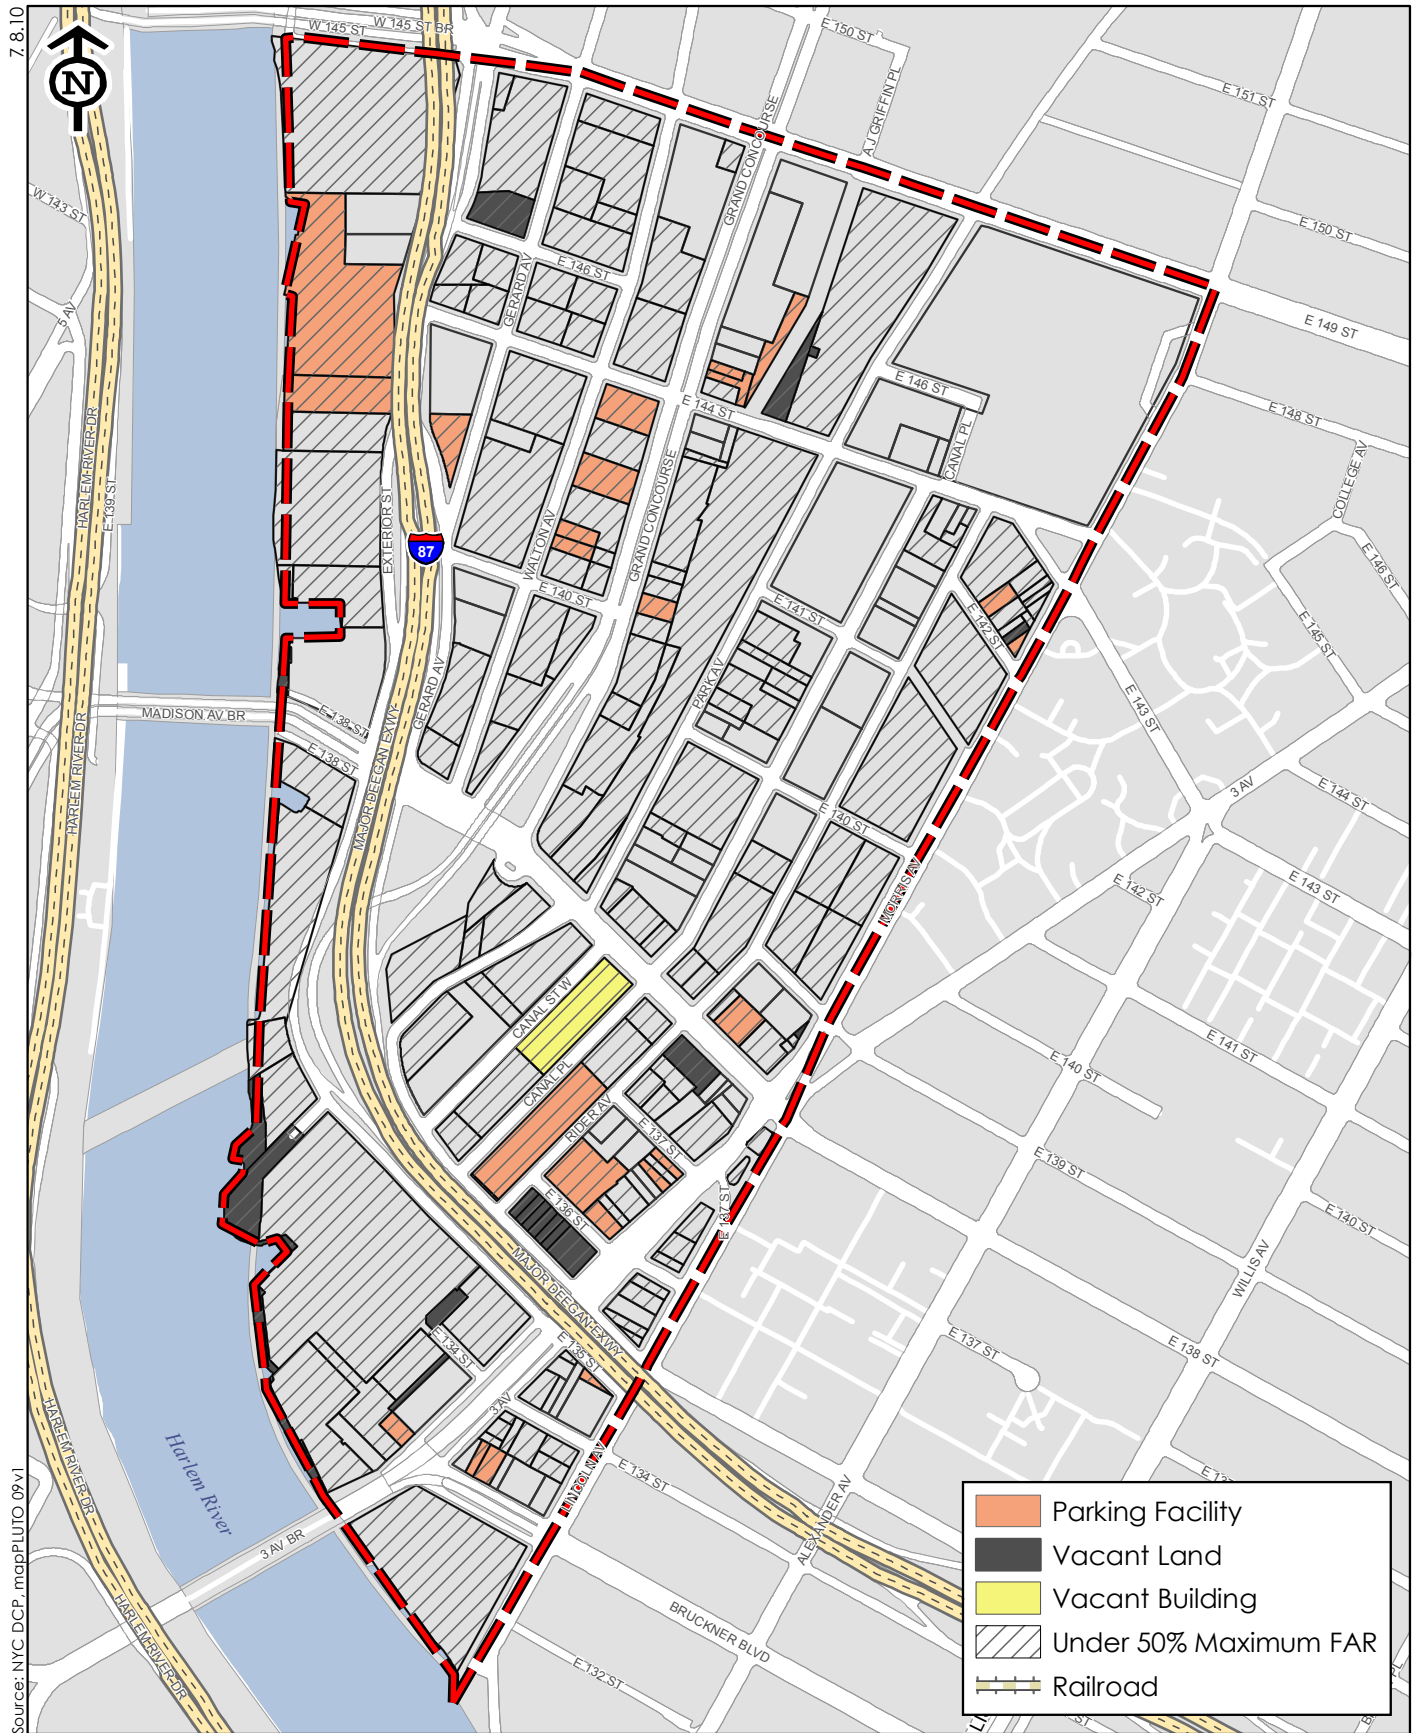 7.8.10
N
W 145 ST
W 145 ST BR
E 150 ST
A J GRIFFIN PL
E 151 ST
GRAND CONCOURSE
W 143 ST
E 150 ST
5 AV
GERARD AV
E 146 ST
E 149 ST
E 146 ST
E 148 ST
E 144 ST
CANAL PL
COLLEGE AV
HARLEM RIVER DR
E 139 ST
EXTERIOR ST
87
WALTON AV
GRAND CONCOURSE
E 146 ST
E 140 ST
E 141 ST
E 142 ST
E 145 ST
PARK AV
GERARD AV
E 143 ST
MADISON AV BR
E 138 ST
E 138 ST
HARLEM RIVER DR
MAJOR DEEGAN EXWY
E 140 ST
3 AV
E 144 ST
MORRIS AV
E 142 ST
E 143 ST
CANAL ST W
CANAL PL
E 141 ST
E 140 ST
RIDER AV
E 137 ST
E 139 ST
E 136 ST
E 137 ST
E 140 ST
WILLIS AV
MAJOR DEEGAN EXWY
E 134 ST
E 135 ST
E 137 ST
E 138 ST
3 AV
HARLEM RIVER DR
Harlem River
LINCOLN AV
E 134 ST
ALEXANDER AV
3 AV BR
HARLEM RIVER DR
BRUCKNER BLVD
E 132 ST
Parking Facility
Vacant Land
Vacant Building
Under 50% Maximum FAR
Railroad
Source: NYC DCP, mapPLUTO 09v1